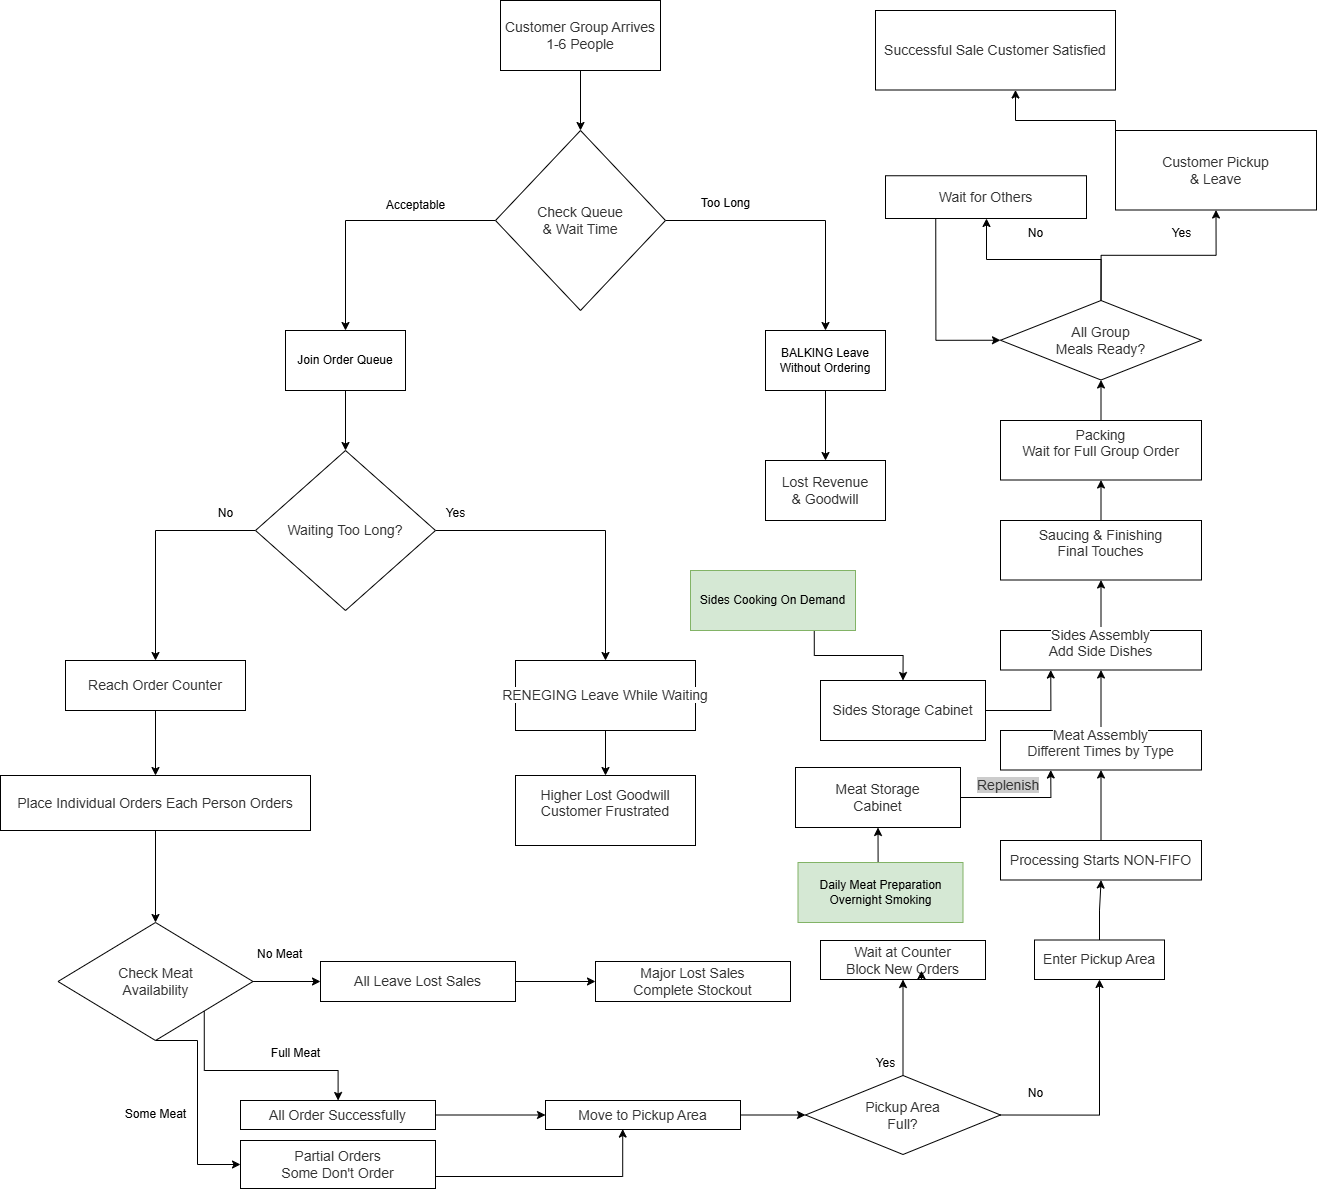 Customer Group Arrives
1-6 People
Successful Sale Customer Satisfied
Customer Pickup
& Leave
Wait for Others
Acceptable
Too Long
Check Queue
& Wait Time
No
Yes
All Group
Meals Ready?
Join Order Queue
BALKING Leave
Without Ordering
Packing
Wait for Full Group Order
Lost Revenue
& Goodwill
No
Yes
Waiting Too Long?
Saucing & Finishing
Final Touches
Sides Cooking On Demand
Sides Assembly
Add Side Dishes
Reach Order Counter
RENEGING Leave While Waiting
Sides Storage Cabinet
Meat Assembly
Different Times by Type
Replenish
Meat Storage
Cabinet
Place Individual Orders Each Person Orders
Higher Lost Goodwill
Customer Frustrated
Processing Starts NON-FIFO
Daily Meat Preparation
Overnight Smoking
No Meat
Wait at Counter
Block New Orders
Enter Pickup Area
Check Meat
Availability
All Leave Lost Sales
Major Lost Sales
Complete Stockout
Full Meat
Yes
No
Some Meat
All Order Successfully
Move to Pickup Area
Pickup Area
Full?
Partial Orders
Some Don't Order